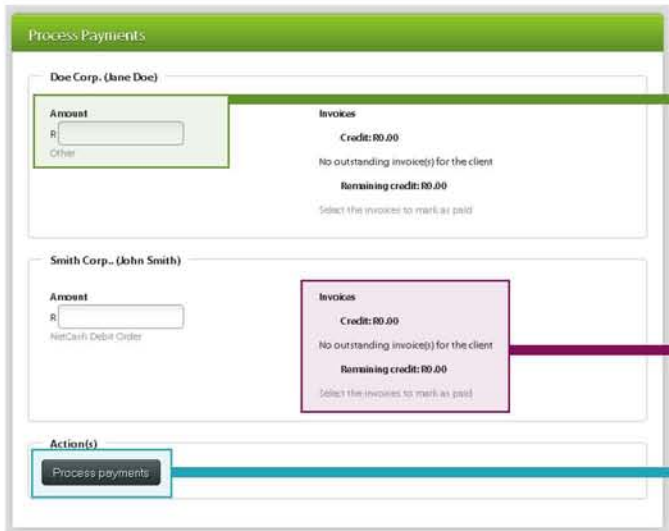 Process Payments
Doe Corp. (Jane Doe)
Amount
R
Other
Invoices
Credit: R0.00
No outstanding invoice(s) for the client
Remaining credit: R0.00
Select the invoices to mark as paid
Smith Corp.. (John Smith)
Amount
R
NetCash Debit Order
Invoices
Credit: R0.00
No outstanding invoice(s) for the client
Remaining credit: R0.00
Select the invoices to mark as paid
Action(s)
Process payments